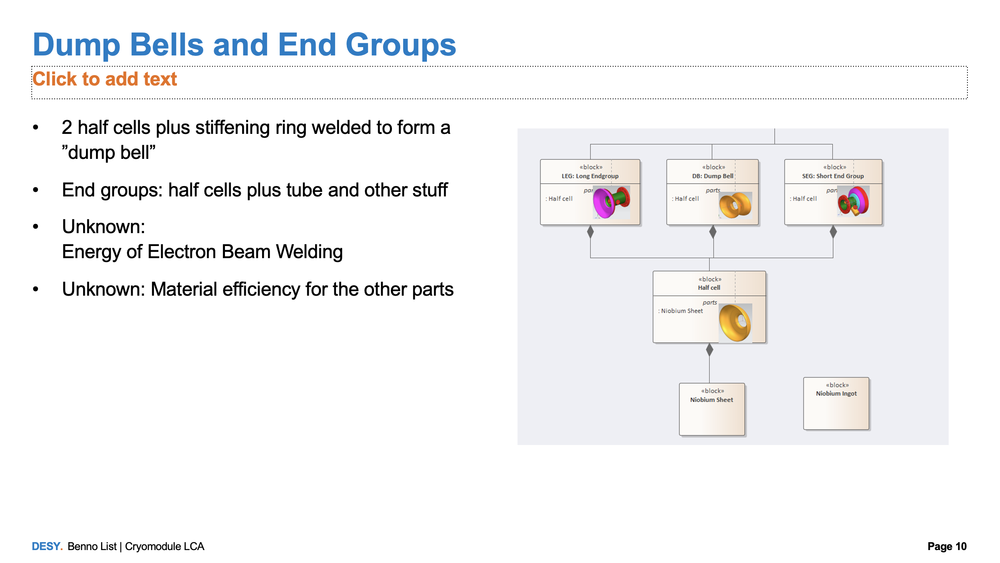 Dump Bells and End Groups
Click to add text
• 2 half cells plus stiffening ring welded to form a
”dump bell”
• End groups: half cells plus tube and other stuff
• Unknown:
Energy of Electron Beam Welding
• Unknown: Material efficiency for the other parts
«block»
LEG: Long Endgroup
par
: Half cell
«block»
DB: Dump Bell
parts
: Half cell
«block»
SEG: Short End Group
par
: Half cell
«block»
Half cell
parts
: Niobium Sheet
«block»
Niobium Sheet
«block»
Niobium Ingot
DESY. Benno List | Cryomodule LCA
Page 10